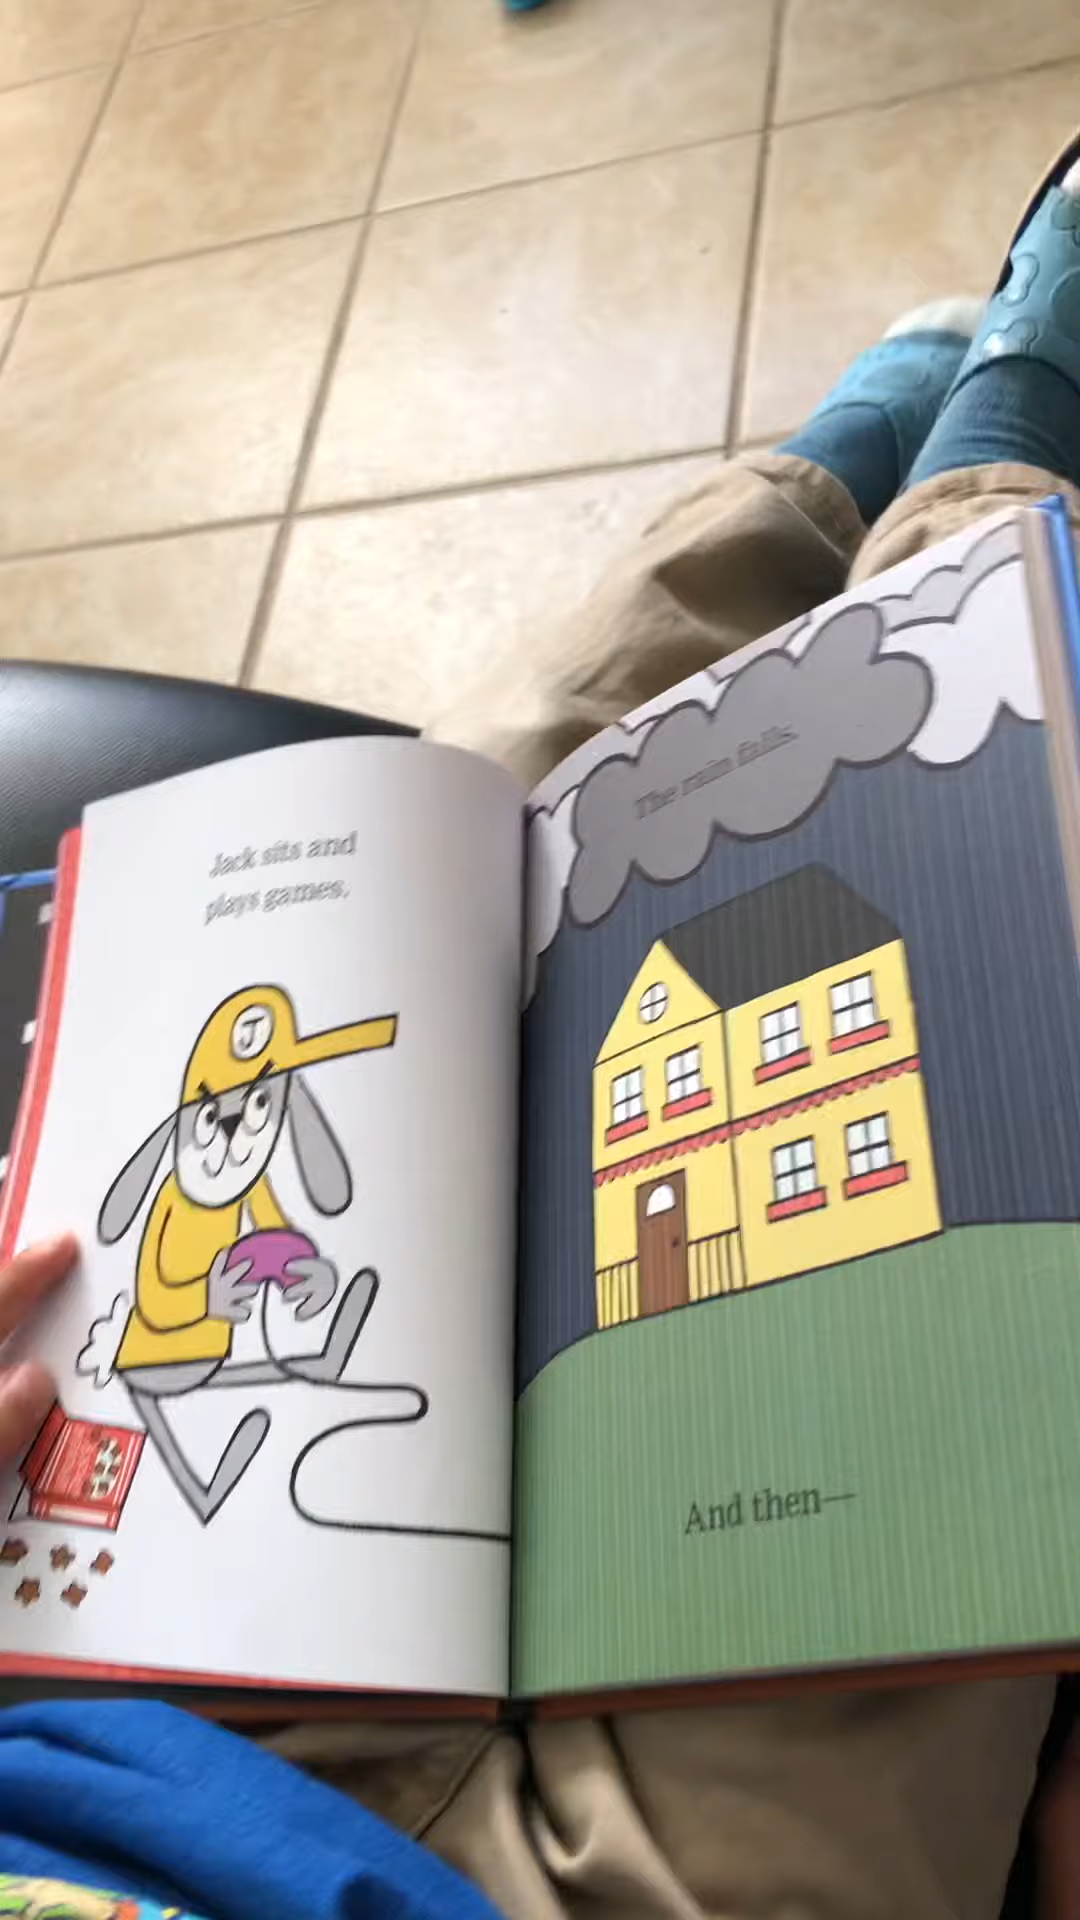 Jack sits and
plays games.
J
The rain falls.
And then—